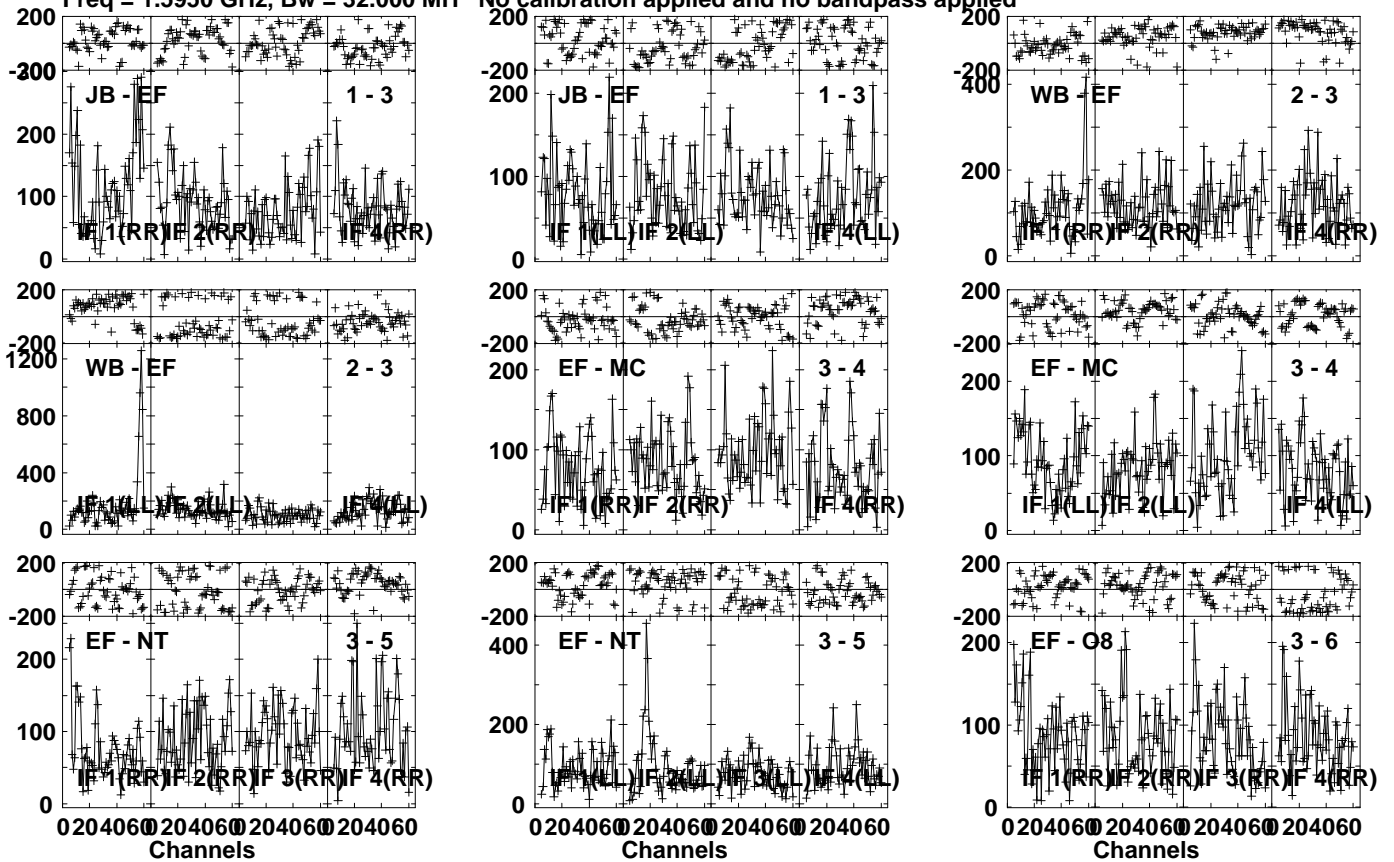 Freq = 1.5950 GHz, Bw = 32.000 MH No calibration applied and no bandpass applied
200
-200
300
JB - EF 1 - 3
200
100
IF 1(RR) IF 2(RR) IF 4(RR)
0
200
-200
JB - EF 1 - 3
200
100
IF 1(LL) IF 2(LL) IF 4(LL)
0
200
-200
400
WB - EF 2 - 3
200
IF 1(RR) IF 2(RR) IF 4(RR)
0
200
-200
1200
WB - EF 2 - 3
800
400
IF 1(LL) IF 2(LL) IF 4(LL)
0
200
-200
EF - MC 3 - 4
200
100
IF 1(RR) IF 2(RR) IF 4(RR)
0
200
-200
EF - MC 3 - 4
200
100
IF 1(LL) IF 2(LL) IF 4(LL)
0
200
-200
EF - NT 3 - 5
200
100
IF 1(RR) IF 2(RR) IF 3(RR) IF 4(RR)
0
0 20 40 60 0 20 40 60 0 20 40 60 0 20 40 60
Channels
200
-200
EF - NT 3 - 5
400
200
IF 1(LL) IF 2(LL) IF 3(LL) IF 4(LL)
0
0 20 40 60 0 20 40 60 0 20 40 60 0 20 40 60
Channels
200
-200
EF - O8 3 - 6
200
100
IF 1(RR) IF 2(RR) IF 3(RR) IF 4(RR)
0
0 20 40 60 0 20 40 60 0 20 40 60 0 20 40 60
Channels